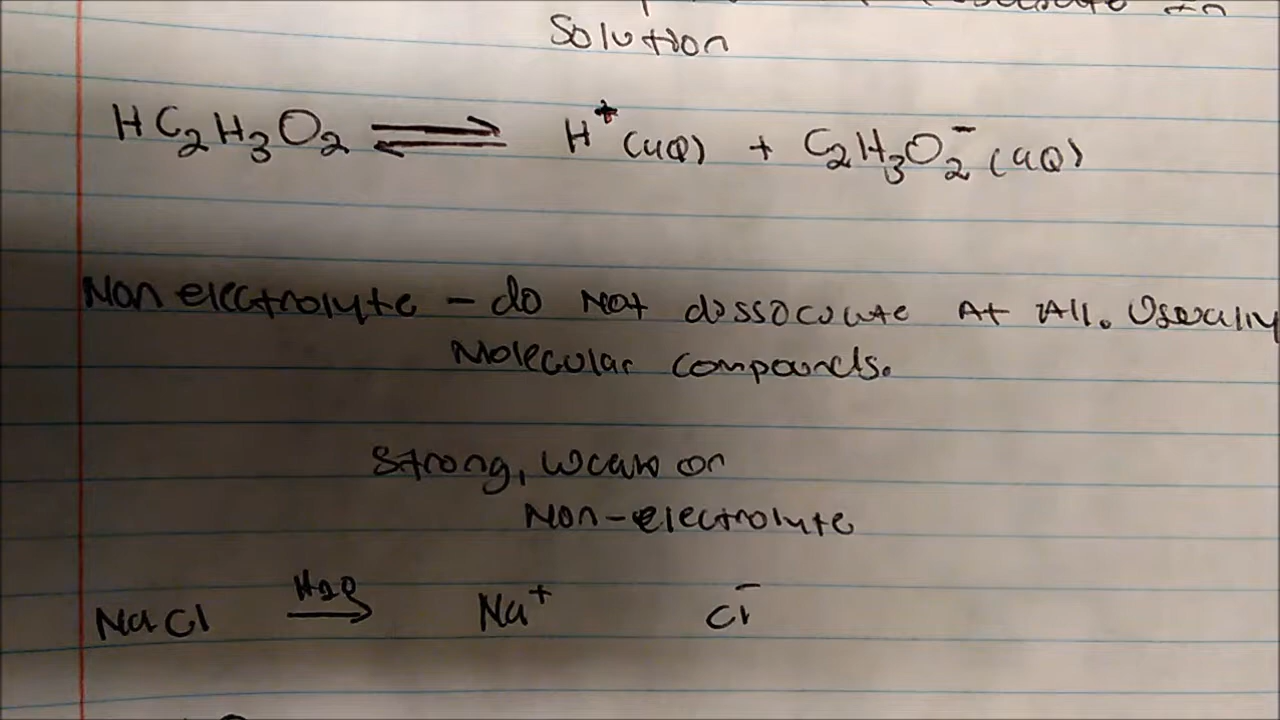 in
Solution
HC₂H₃O₂ ⇌ H⁺(aq) + C₂H₃O₂⁻(aq)
Non electrolyte - do Not dissociate At All. Usually
Molecular compounds.
Strong, weak or
Non-electrolyte
H₂O
NaCl → Na⁺ Cl⁻